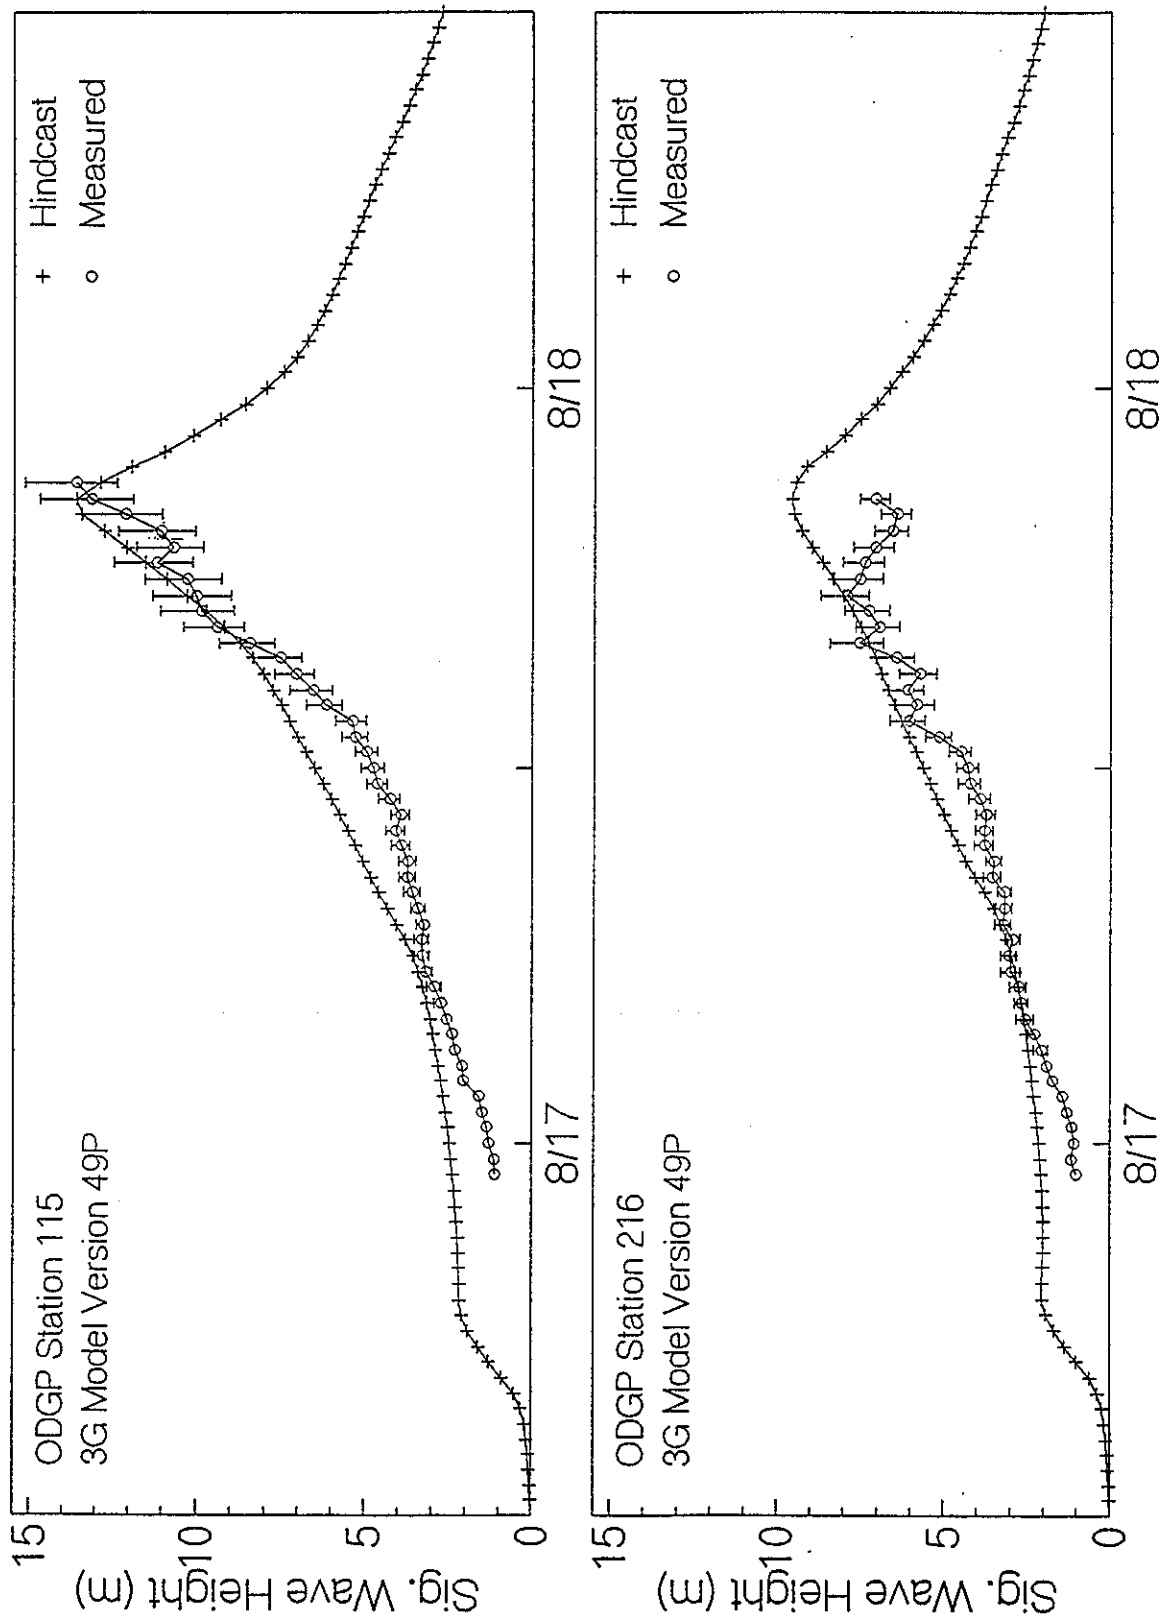 ODGP Station 115
3G Model Version 49P
+ Hindcast
o Measured
15
10
5
0
Sig. Wave Height (m)
8/17
8/18
ODGP Station 216
3G Model Version 49P
+ Hindcast
o Measured
15
10
5
0
Sig. Wave Height (m)
8/17
8/18